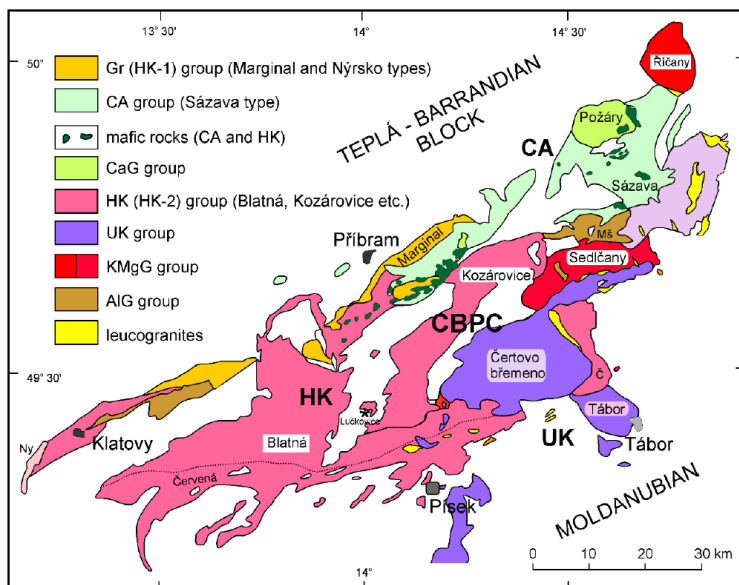 13° 30"
14° 30"
50°
Gr (HK-1) group (Marginal and Nýrsko types)
CA group (Sázava type)
mafic rocks (CA and HK)
CaG group
HK (HK-2) group (Blatná, Kozárovice etc.)
UK group
KMgG group
AlG group
leucogranites
TEPLÁ - BARRANDIAN
BLOCK
Říčany
Požáry
CA
Sázava
Mš
Příbram
Marginal
Sedlčany
Kozárovice
CBPC
Čertovo
břemeno
Č
49° 30"
HK
Lučkovice
Tábor
Klatovy
Blatná
UK
Tábor
Ny
Červená
Písek
MOLDANUBIAN
14°
0 10 20 30 km